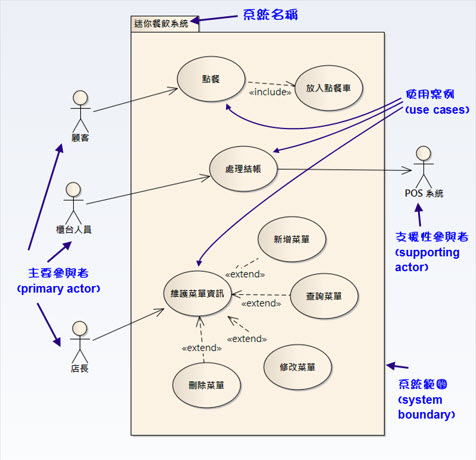 系統名稱
迷你餐飲系統
點餐
«include»
放入點餐車
顧客
使用案例
(use cases)
處理結帳
POS 系統
櫃台人員
支援性參與者
(supporting
actor)
主要參與者
(primary actor)
新增菜單
«extend»
維護菜單資訊
«extend»
查詢菜單
«extend»
«extend»
店長
刪除菜單
修改菜單
系統範圍
(system
boundary)